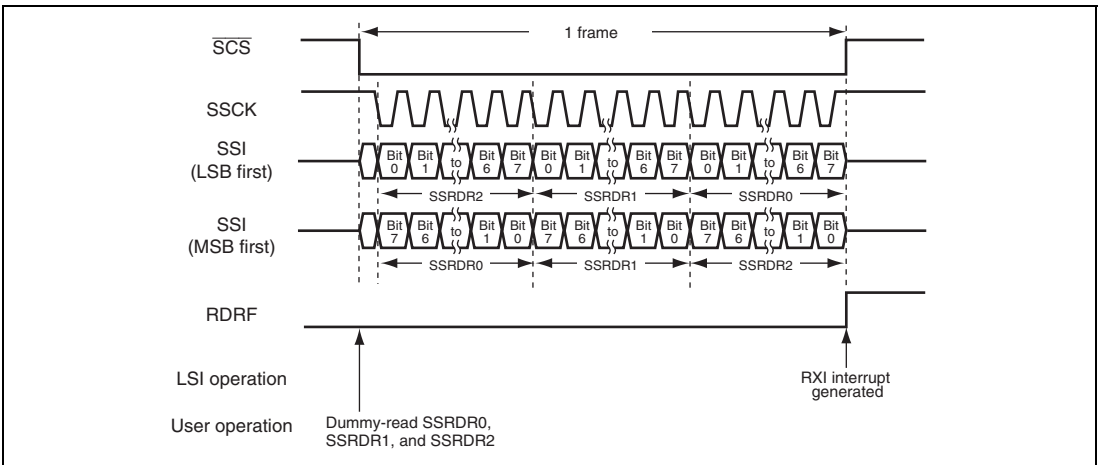 1 frame
SCS
SSCK
SSI
(LSB first)
Bit 0 Bit 1 to Bit 6 Bit 7 Bit 0 Bit 1 to Bit 6 Bit 7 Bit 0 Bit 1 to Bit 6 Bit 7
SSRDR2 SSRDR1 SSRDR0
SSI
(MSB first)
Bit 7 Bit 6 to Bit 1 Bit 0 Bit 7 Bit 6 to Bit 1 Bit 0 Bit 7 Bit 6 to Bit 1 Bit 0
SSRDR0 SSRDR1 SSRDR2
RDRF
LSI operation
RXI interrupt
generated
User operation
Dummy-read SSRDR0,
SSRDR1, and SSRDR2